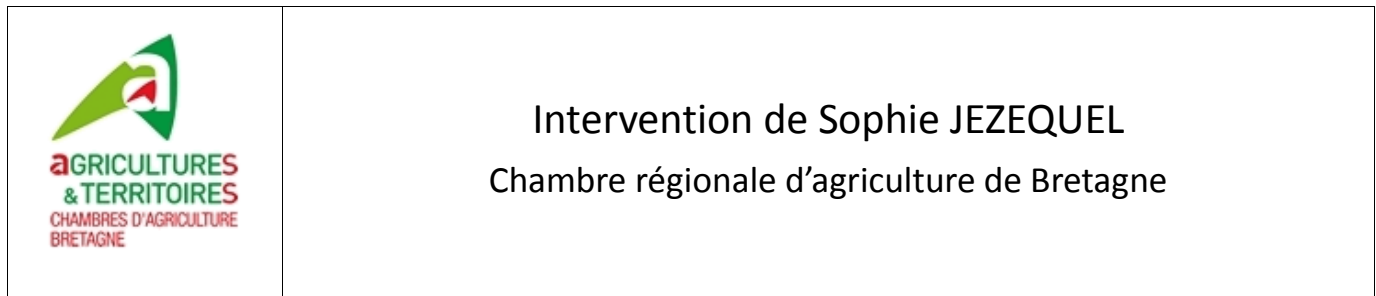 aGRICULTURES
& TERRITOIRES
CHAMBRES D'AGRICULTURE
BRETAGNE
Intervention de Sophie JEZEQUEL
Chambre régionale d’agriculture de Bretagne